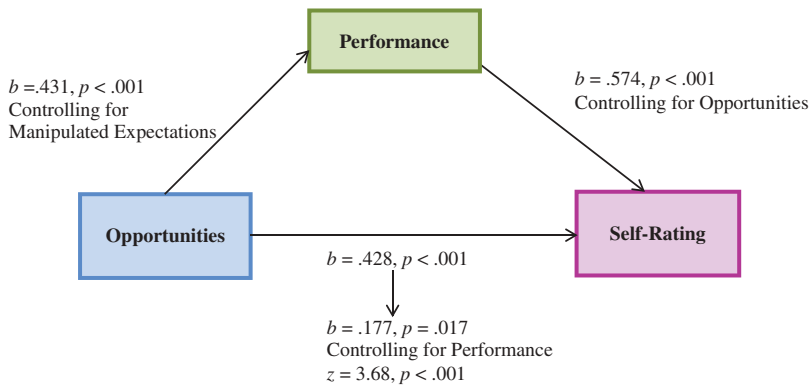 Performance
b =.431, p < .001
Controlling for
Manipulated Expectations
b = .574, p < .001
Controlling for Opportunities
Opportunities
Self-Rating
b = .428, p < .001
b = .177, p = .017
Controlling for Performance
z = 3.68, p < .001